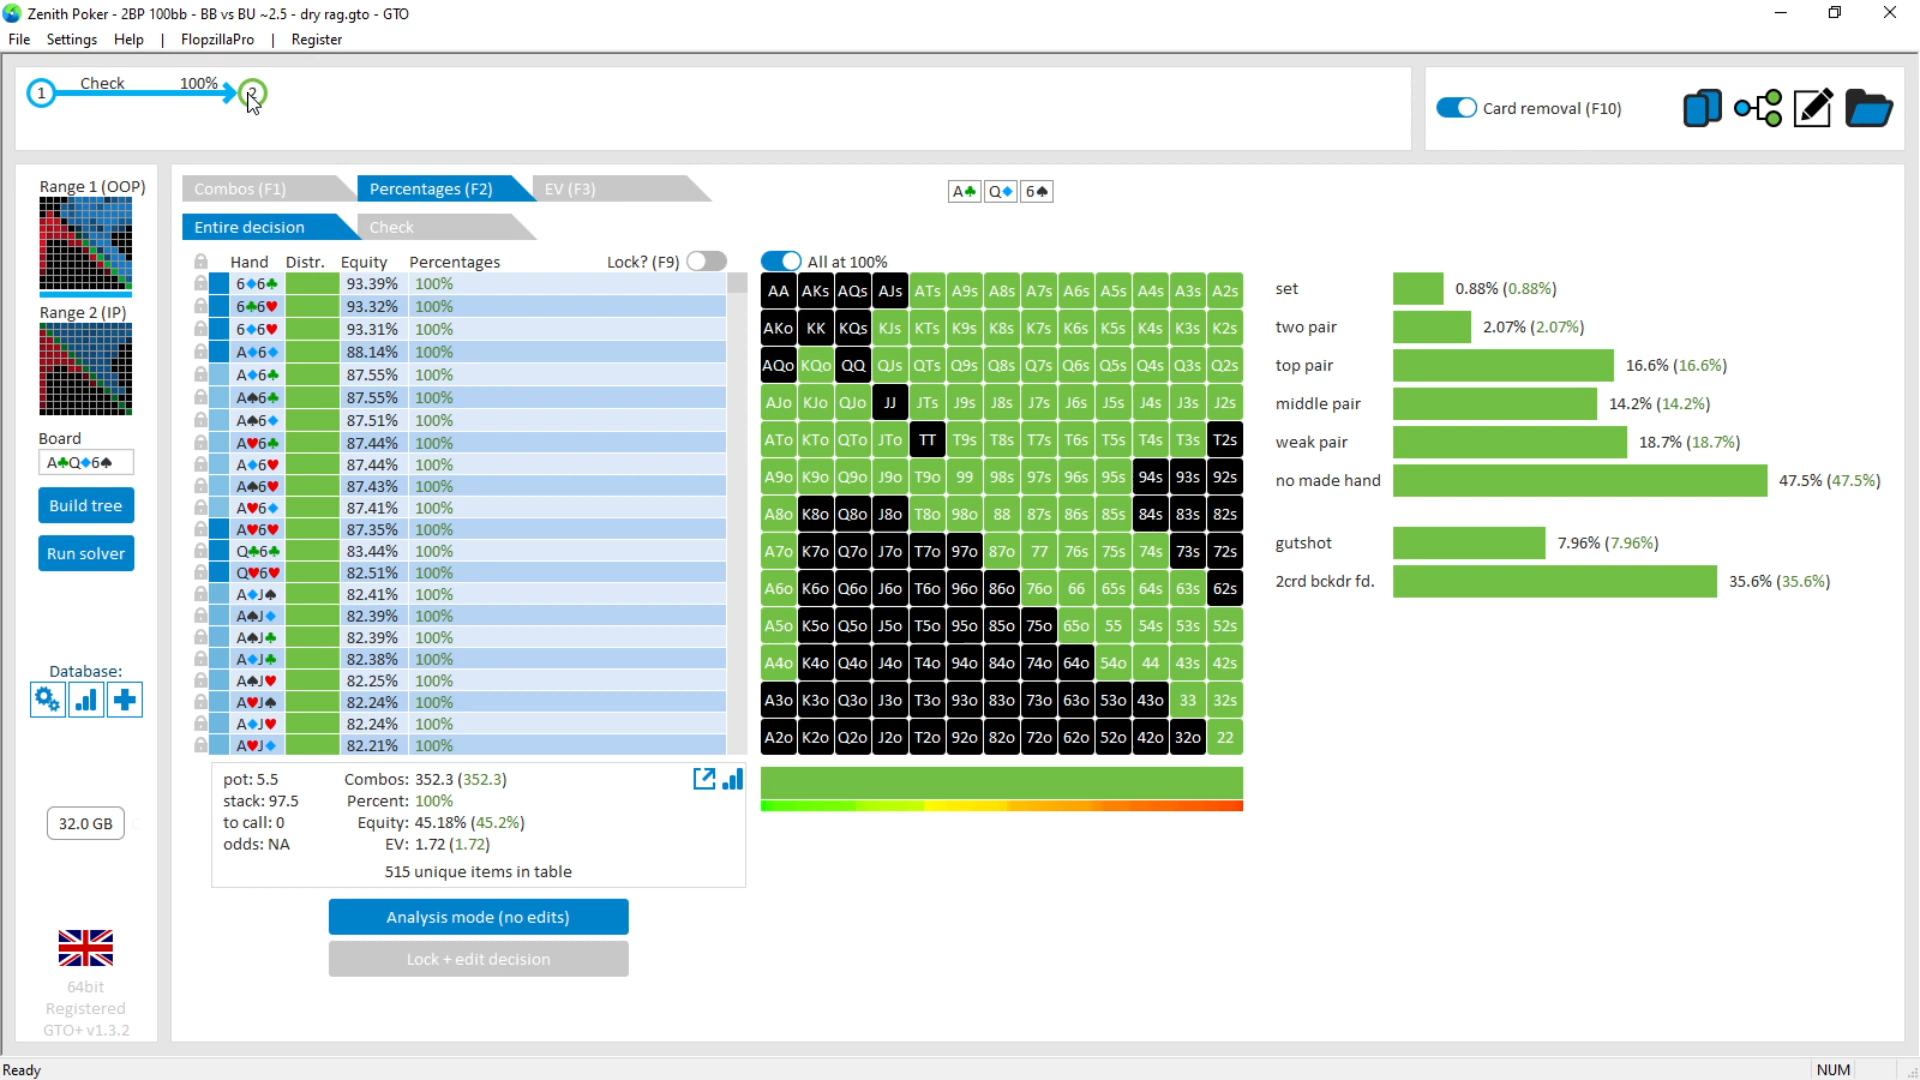 Zenith Poker - 2BP 100bb - BB vs BU ~2.5 - dry rag.gto - GTO
File Settings Help | FlopzillaPro | Register
1 Check 100% 2
Card removal (F10)
Range 1 (OOP)
Range 2 (IP)
Board
A♣Q♦6♠
Build tree
Run solver
Database:
32.0 GB
64bit
Registered
GTO+ v1.3.2
Combos (F1) Percentages (F2) EV (F3)
A♣ Q♦ 6♠
Entire decision Check
Hand Distr. Equity Percentages Lock? (F9)
6♦6♣ 93.39% 100%
6♣6♥ 93.32% 100%
6♦6♥ 93.31% 100%
A♦6♦ 88.14% 100%
A♦6♣ 87.55% 100%
A♠6♣ 87.55% 100%
A♠6♦ 87.51% 100%
A♥6♣ 87.44% 100%
A♦6♥ 87.44% 100%
A♠6♥ 87.43% 100%
A♥6♦ 87.41% 100%
A♥6♥ 87.35% 100%
Q♣6♣ 83.44% 100%
Q♥6♥ 82.51% 100%
A♦J♠ 82.41% 100%
A♠J♦ 82.39% 100%
A♠J♣ 82.39% 100%
A♦J♣ 82.38% 100%
A♠J♥ 82.25% 100%
A♥J♠ 82.24% 100%
A♦J♥ 82.24% 100%
A♥J♦ 82.21% 100%
pot: 5.5 Combos: 352.3 (352.3)
stack: 97.5 Percent: 100%
to call: 0 Equity: 45.18% (45.2%)
odds: NA EV: 1.72 (1.72)
515 unique items in table
Analysis mode (no edits)
Lock + edit decision
All at 100%
AA AKs AQs AJs ATs A9s A8s A7s A6s A5s A4s A3s A2s
AKo KK KQs KJs KTs K9s K8s K7s K6s K5s K4s K3s K2s
AQo KQo QQ QJs QTs Q9s Q8s Q7s Q6s Q5s Q4s Q3s Q2s
AJo KJo QJo JJ JTs J9s J8s J7s J6s J5s J4s J3s J2s
ATo KTo QTo JTo TT T9s T8s T7s T6s T5s T4s T3s T2s
A9o K9o Q9o J9o T9o 99 98s 97s 96s 95s 94s 93s 92s
A8o K8o Q8o J8o T8o 98o 88 87s 86s 85s 84s 83s 82s
A7o K7o Q7o J7o T7o 97o 87o 77 76s 75s 74s 73s 72s
A6o K6o Q6o J6o T6o 96o 86o 76o 66 65s 64s 63s 62s
A5o K5o Q5o J5o T5o 95o 85o 75o 65o 55 54s 53s 52s
A4o K4o Q4o J4o T4o 94o 84o 74o 64o 54o 44 43s 42s
A3o K3o Q3o J3o T3o 93o 83o 73o 63o 53o 43o 33 32s
A2o K2o Q2o J2o T2o 92o 82o 72o 62o 52o 42o 32o 22
set 0.88% (0.88%)
two pair 2.07% (2.07%)
top pair 16.6% (16.6%)
middle pair 14.2% (14.2%)
weak pair 18.7% (18.7%)
no made hand 47.5% (47.5%)
gutshot 7.96% (7.96%)
2crd bckdr fd. 35.6% (35.6%)
Ready NUM